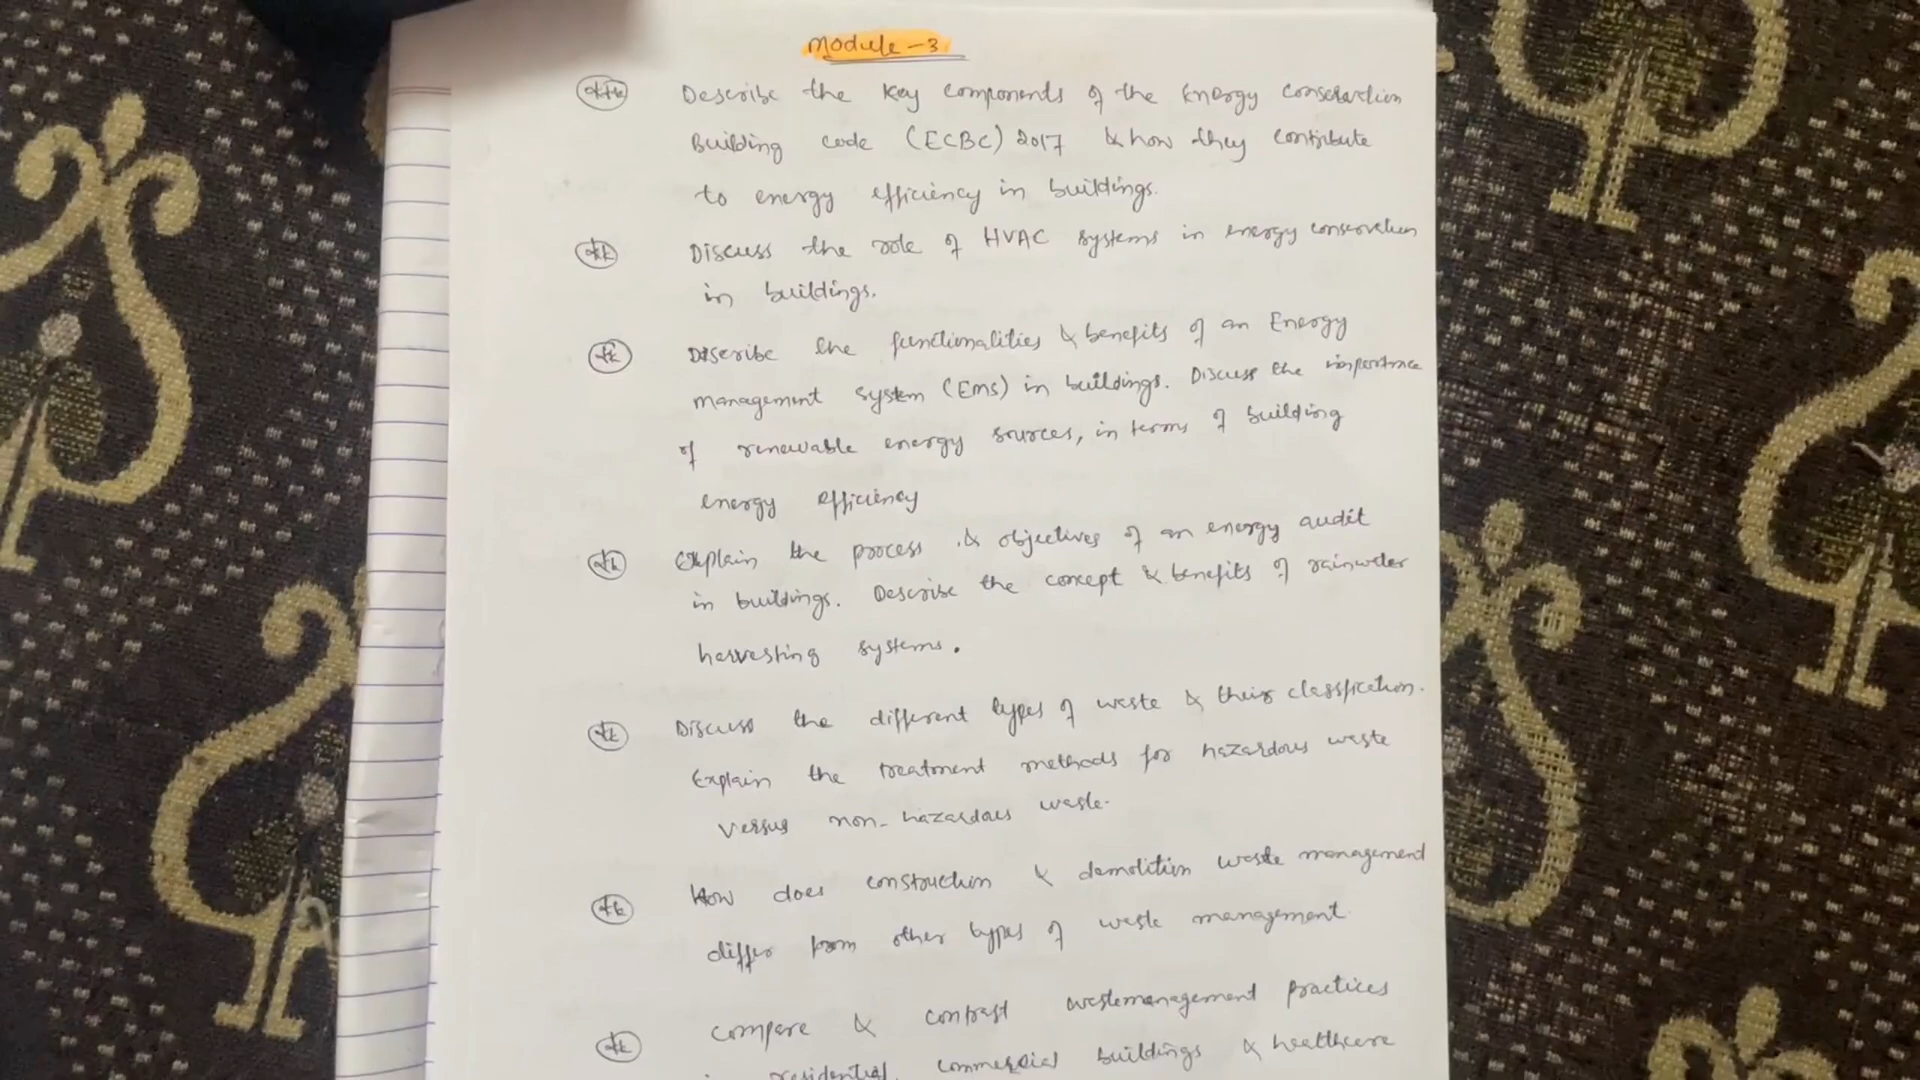 Module - 3
Describe the key components of the Energy conservation
Building code (ECBC) 2017 & how they contribute
to energy efficiency in buildings.
Discuss the role of HVAC systems in energy conservation
in buildings.
Describe the functionalities & benefits of an Energy
management system (EMS) in buildings. Discuss the importance
of renewable energy sources, in terms of building
energy efficiency
Explain the process & objectives of an energy audit
in buildings. Describe the concept & benefits of rainwater
harvesting systems.
Discuss the different types of waste & their classification.
Explain the treatment methods for hazardous waste
versus non-hazardous waste.
How does construction & demolition waste management
differ from other types of waste management
compare & contrast wastemanagement practices
residential, commercial buildings & healthcare